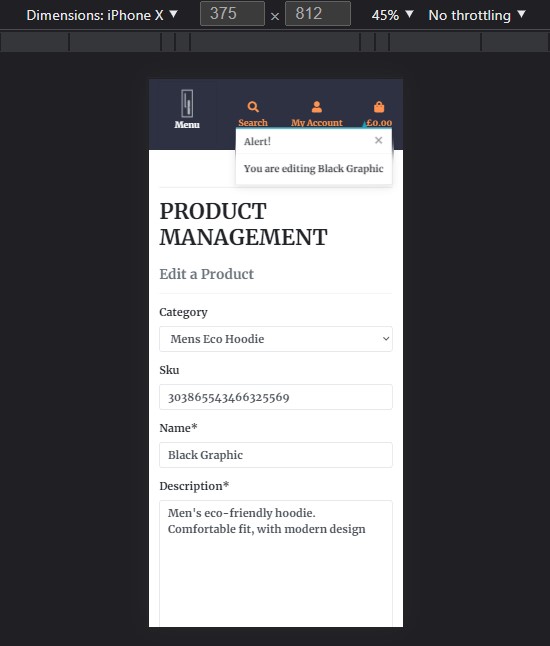 Dimensions: iPhone X ▼ 375 × 812 45% ▼ No throttling ▼
Menu Search My Account £0.00
Alert! ×
You are editing Black Graphic
PRODUCT
MANAGEMENT
Edit a Product
Category
Mens Eco Hoodie
Sku
303865543466325569
Name*
Black Graphic
Description*
Men's eco-friendly hoodie.
Comfortable fit, with modern design